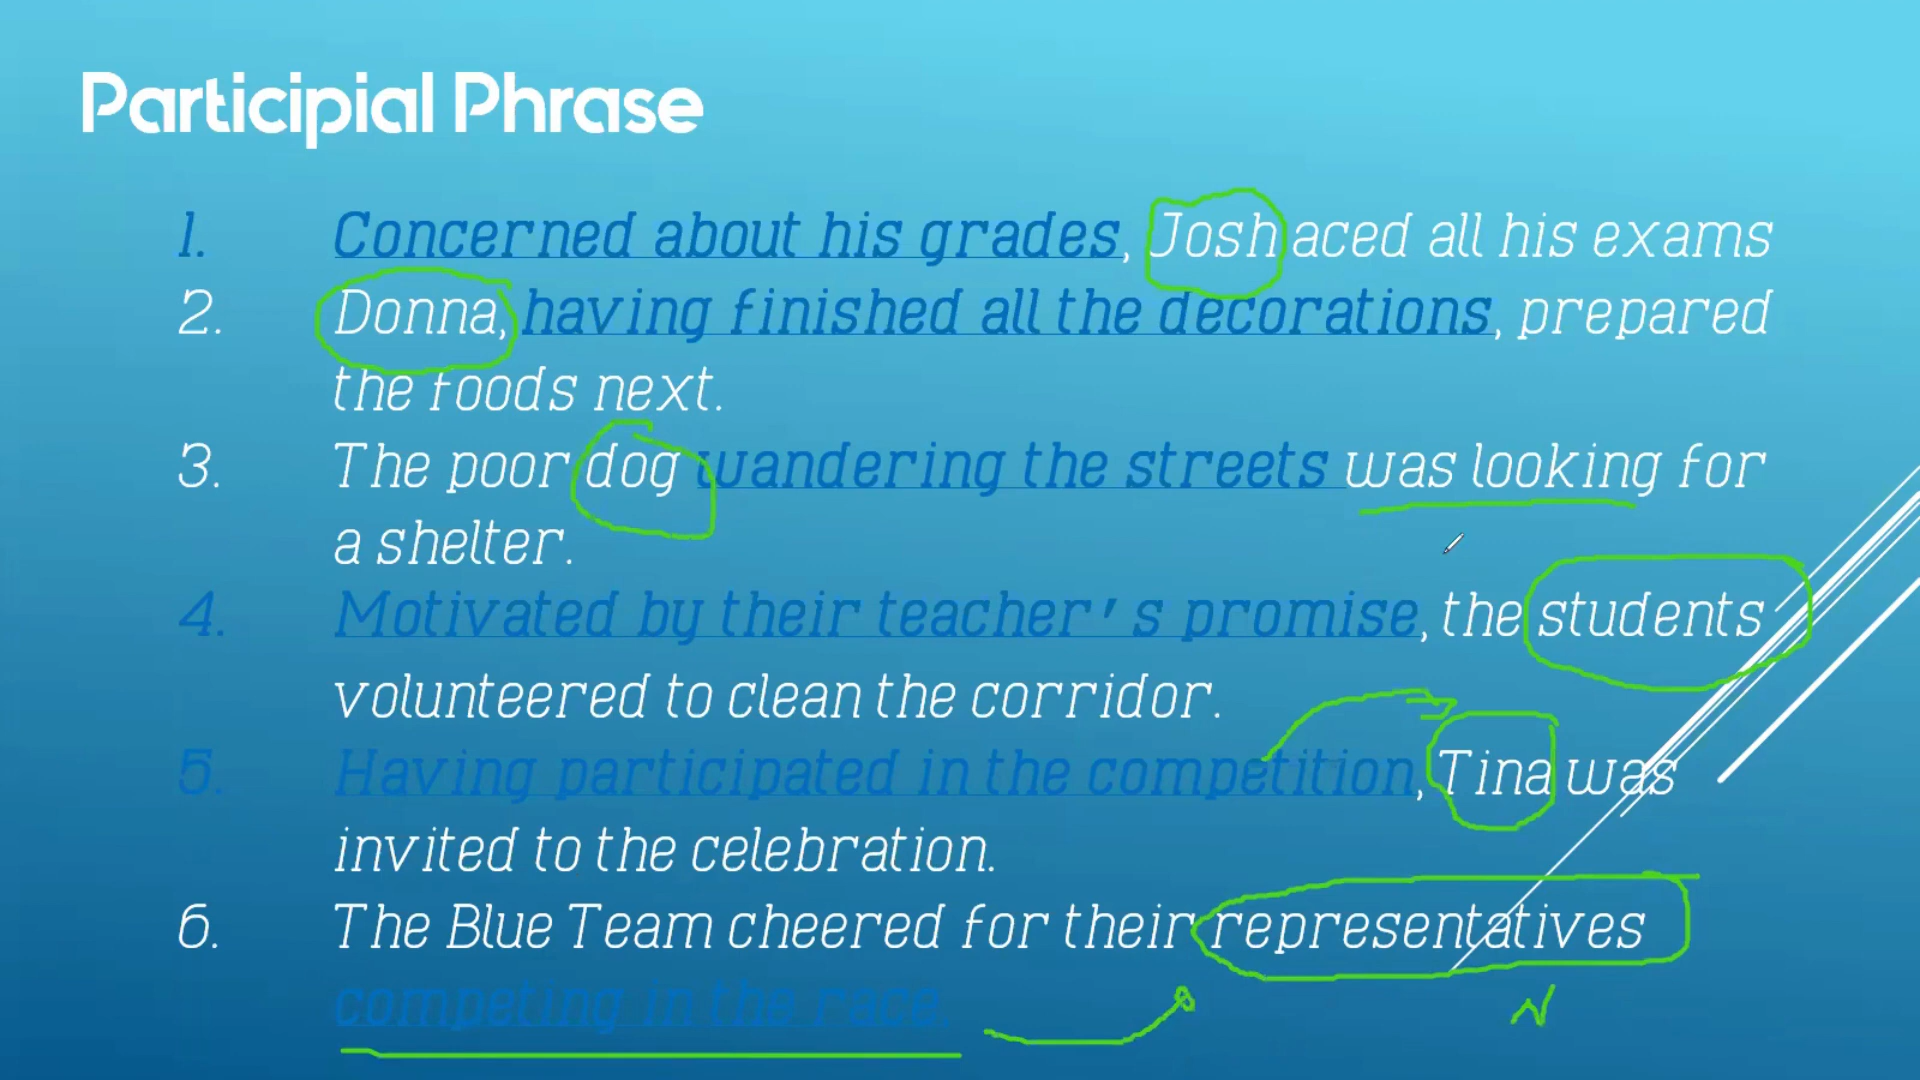 Participial Phrase
1. Concerned about his grades, Josh aced all his exams
2. Donna, having finished all the decorations, prepared
the foods next.
3. The poor dog wandering the streets was looking for
a shelter.
4. Motivated by their teacher's promise, the students
volunteered to clean the corridor.
5. Having participated in the competition, Tina was
invited to the celebration.
6. The Blue Team cheered for their representatives
competing in the race.
N